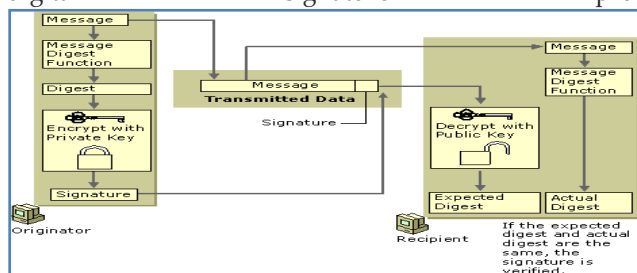 Message
Message
Digest
Function
Digest
Encrypt with
Private Key
Signature
Originator
Message
Transmitted Data
Signature
Message
Message
Digest
Function
Decrypt with
Public Key
Expected
Digest
Actual
Digest
Recipient
If the expected
digest and actual
digest are the
same, the
signature is
verified.